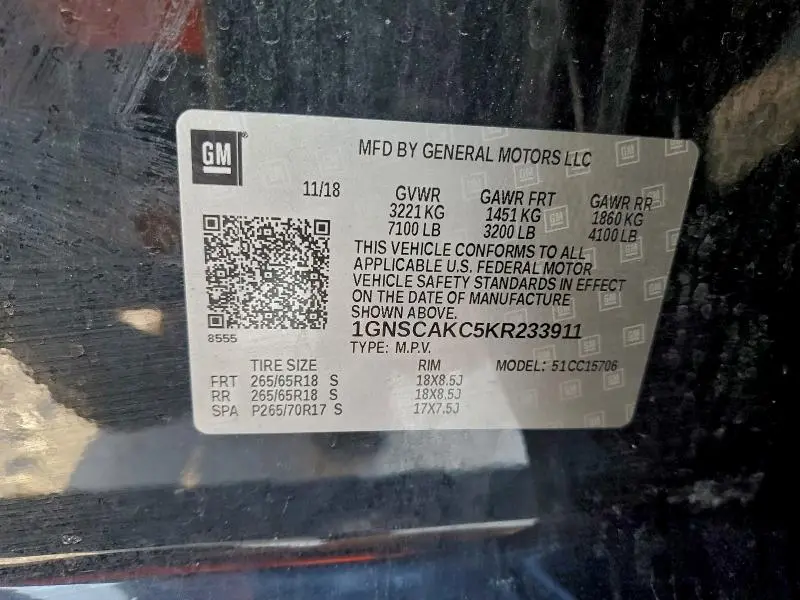 GM
MFD BY GENERAL MOTORS LLC
11/18 GVWR GAWR FRT GAWR RR
3221 KG 1451 KG 1860 KG
7100 LB 3200 LB 4100 LB
THIS VEHICLE CONFORMS TO ALL
APPLICABLE U.S. FEDERAL MOTOR
VEHICLE SAFETY STANDARDS IN EFFECT
ON THE DATE OF MANUFACTURE
SHOWN ABOVE.
1GNSCAKC5KR233911
8555
TYPE: M.P.V.
TIRE SIZE RIM MODEL: 51CC15706
FRT 265/65R18 S 18X8.5J
RR 265/65R18 S 18X8.5J
SPA P265/70R17 S 17X7.5J